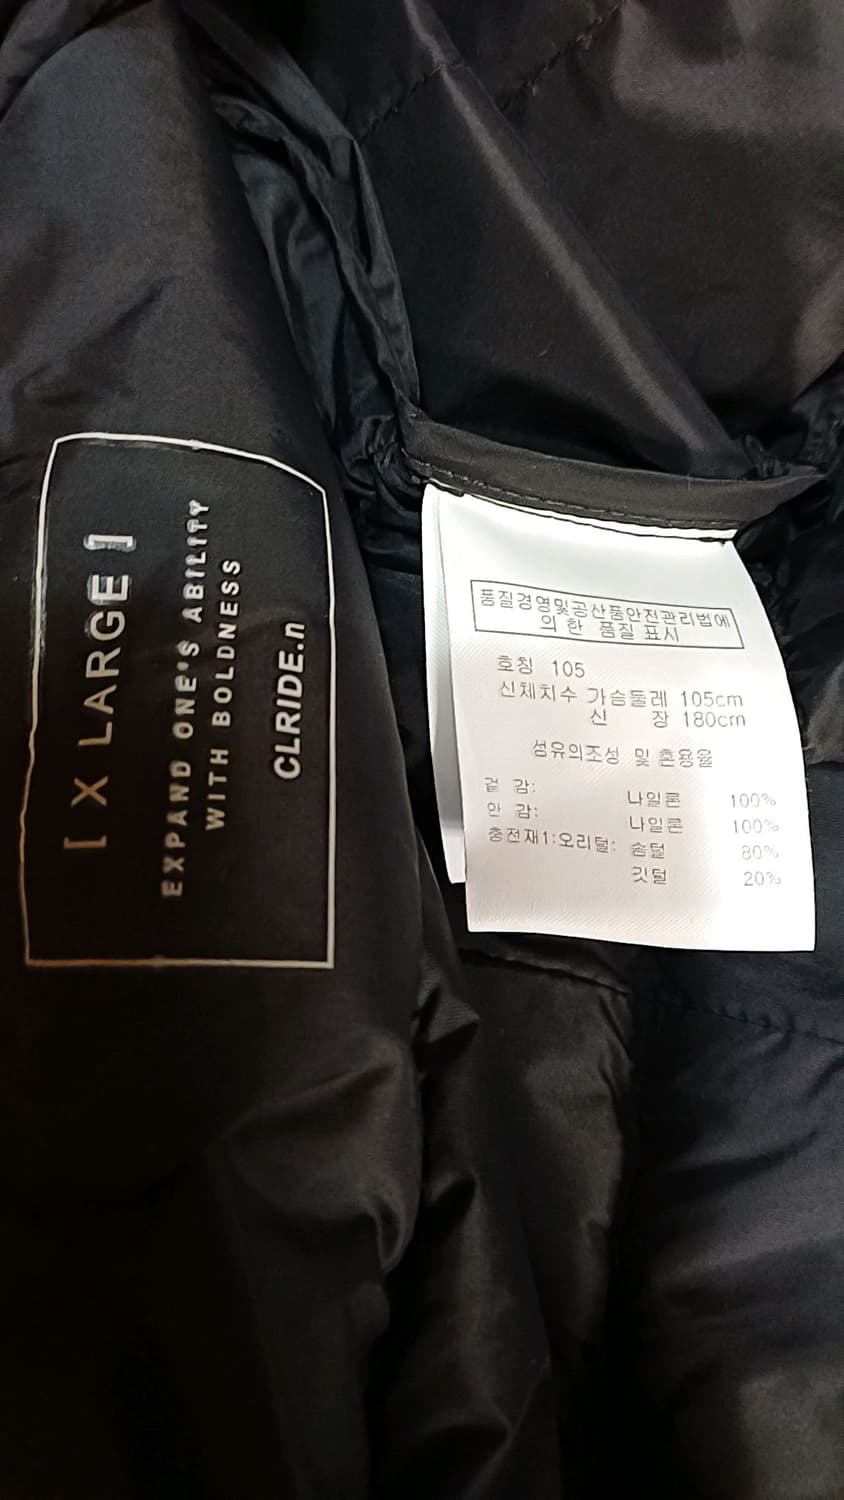 [ X LARGE ]
EXPAND ONE'S ABILITY
WITH BOLDNESS
CLRIDE.n
품질경영및공산품안전관리법에
의 한 품질 표시
호칭 105
신체치수 가슴둘레 105cm
신 장 180cm
섬유의조성 및 혼용율
겉 감: 나일론 100%
안 감: 나일론 100%
충전재1:오리털: 솜털 80%
깃털 20%